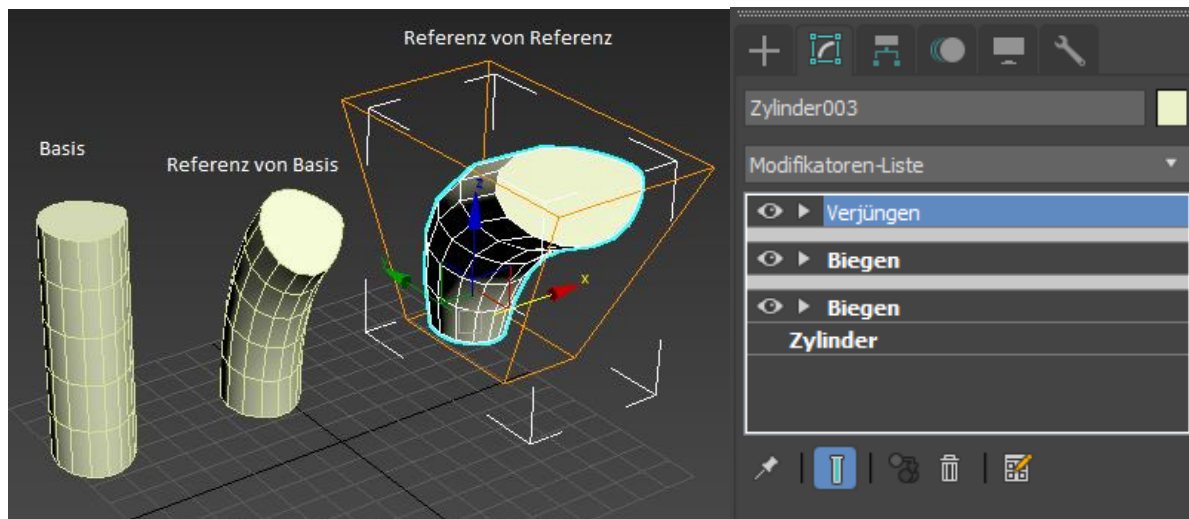 Referenz von Referenz
Basis
Referenz von Basis
z
x
Zylinder003
Modifikatoren-Liste
Verjüngen
Biegen
Biegen
Zylinder